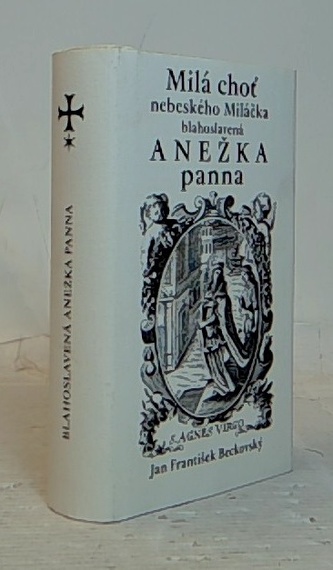 Milá choť
nebeského Miláčka
blahoslavená
ANEŽKA
panna
S. AGNES VIRGO
Jan František Beckovský
BLAHOSLAVENÁ ANEŽKA PANNA